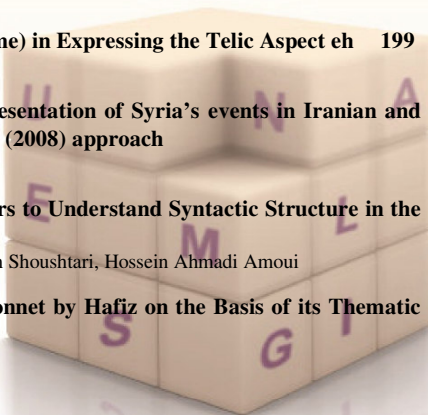 me) in Expressing the Telic Aspect eh 199
esentation of Syria's events in Iranian and
(2008) approach
rs to Understand Syntactic Structure in the
n Shoushtari, Hossein Ahmadi Amoui
onnet by Hafiz on the Basis of its Thematic
U N A
E M L
S G I